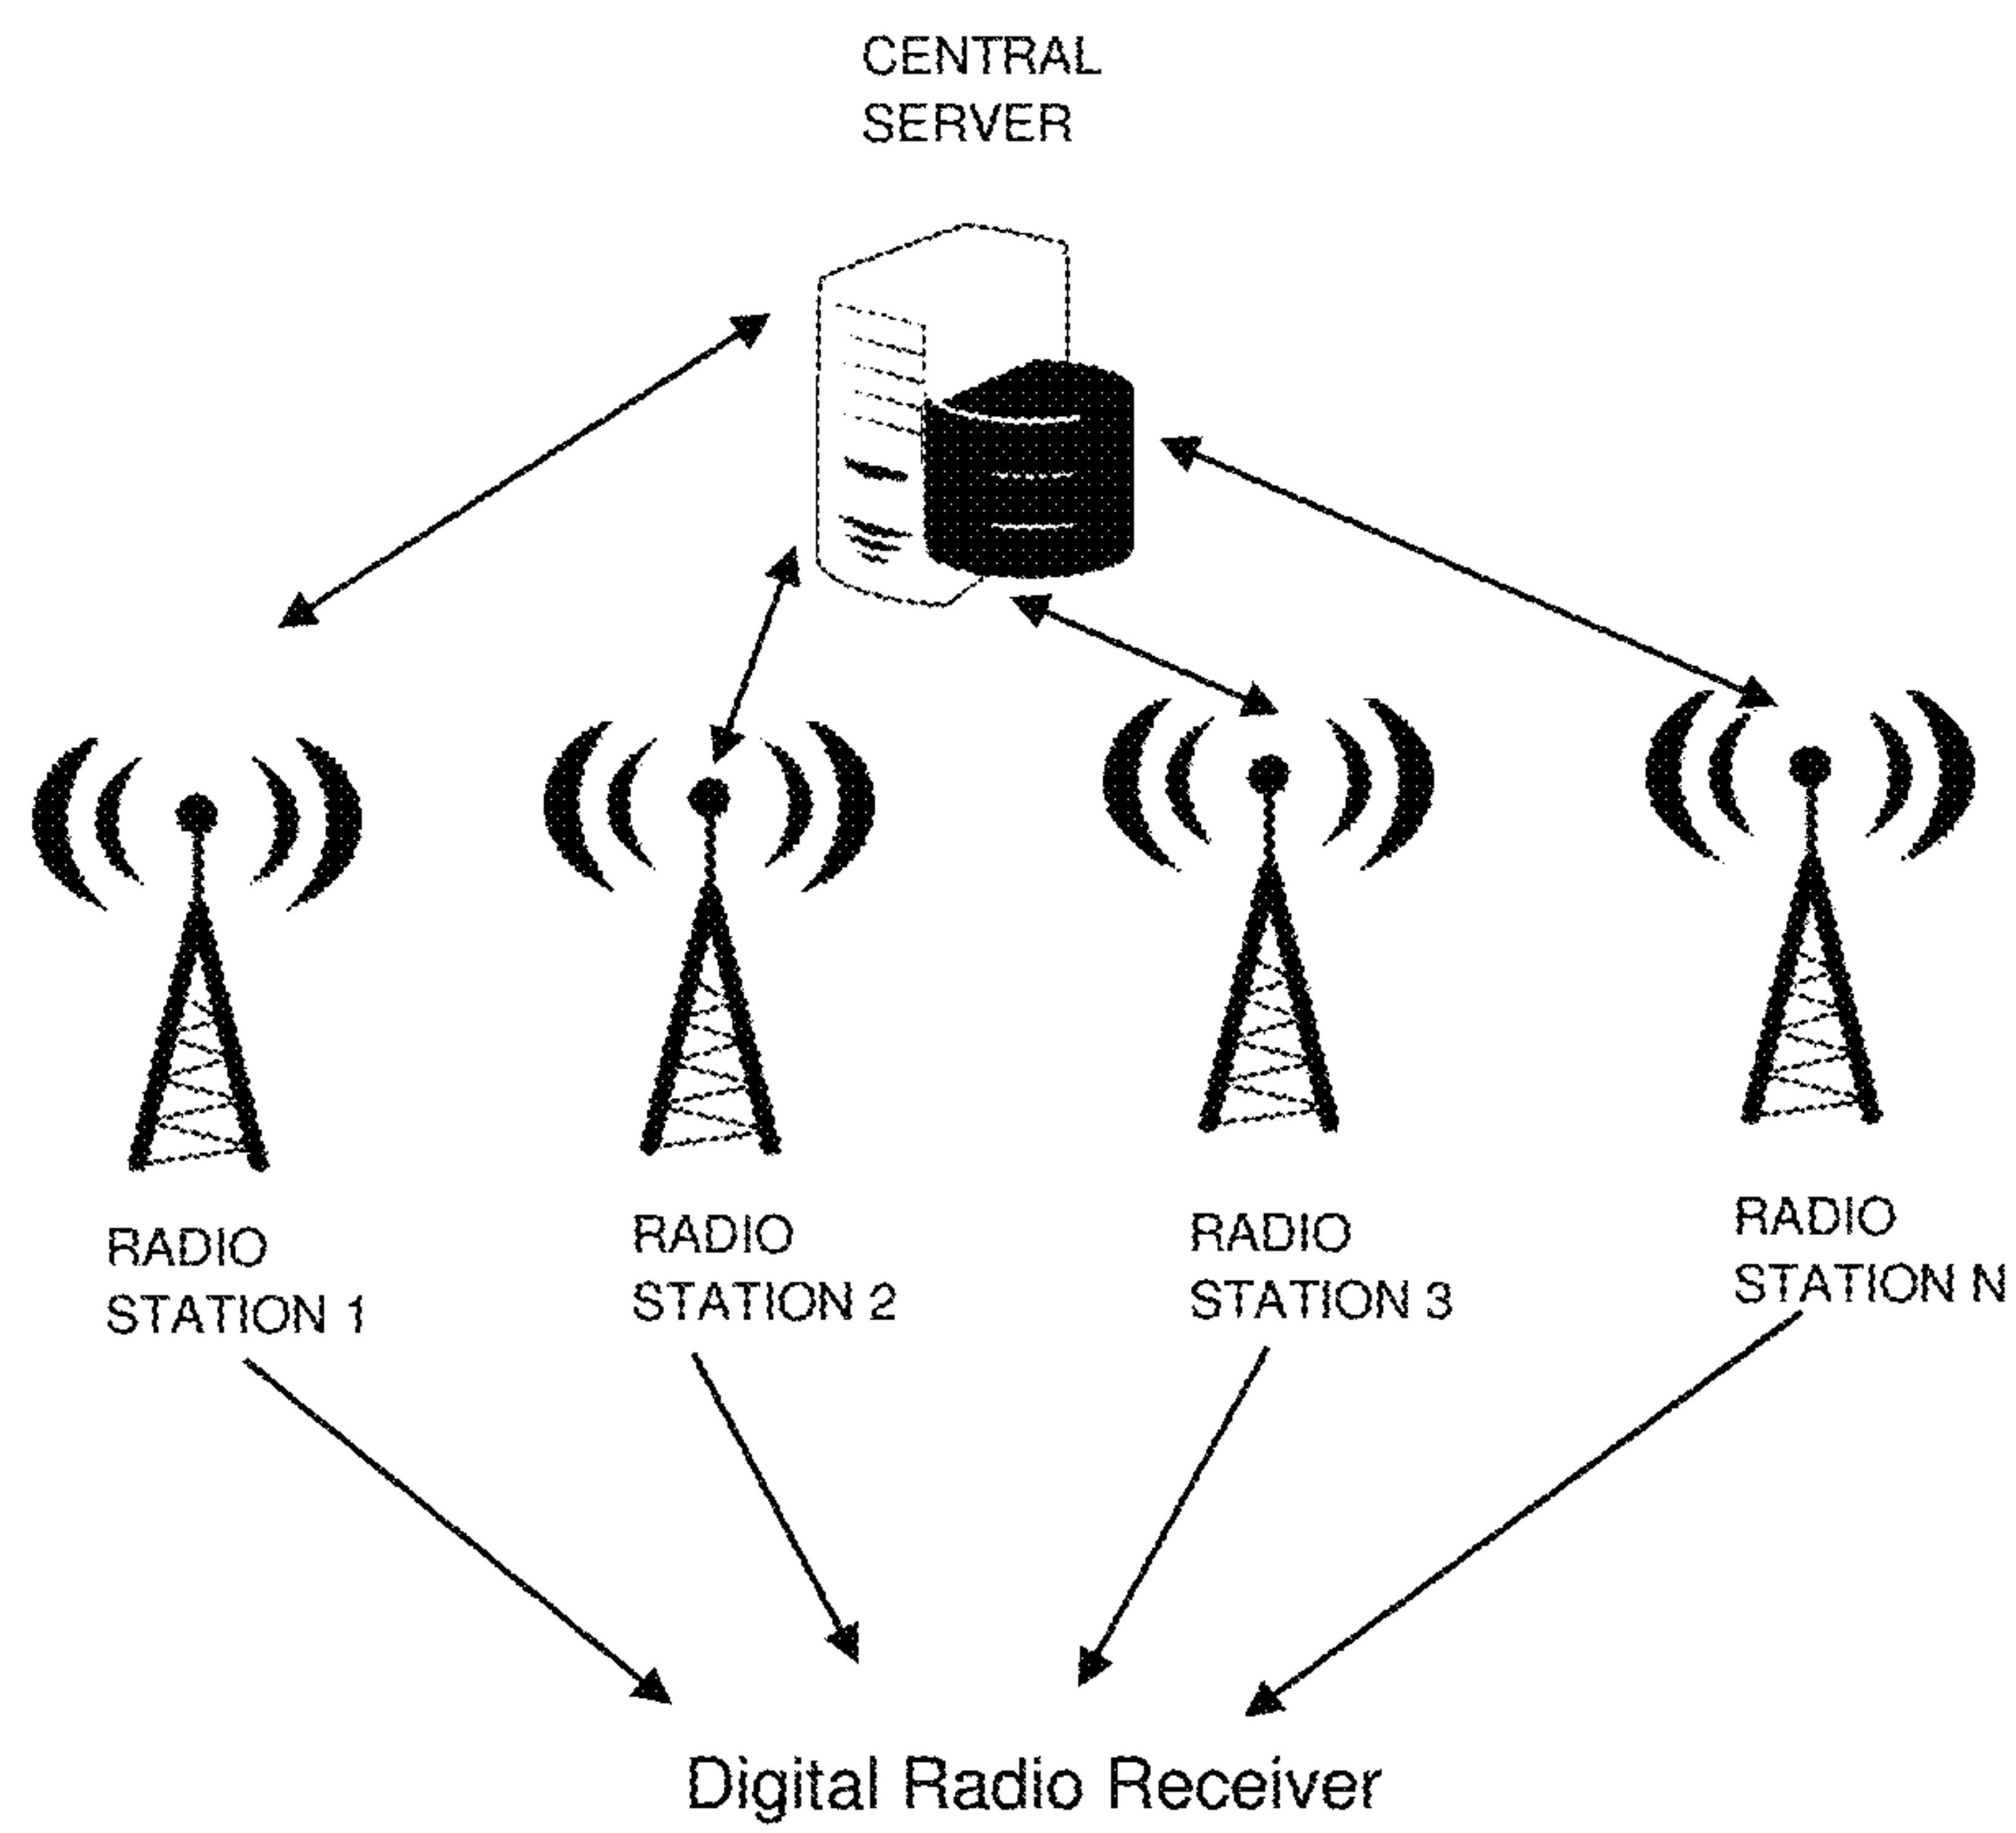 CENTRAL
SERVER
RADIO
STATION 1
RADIO
STATION 2
RADIO
STATION 3
RADIO
STATION N
Digital Radio Receiver